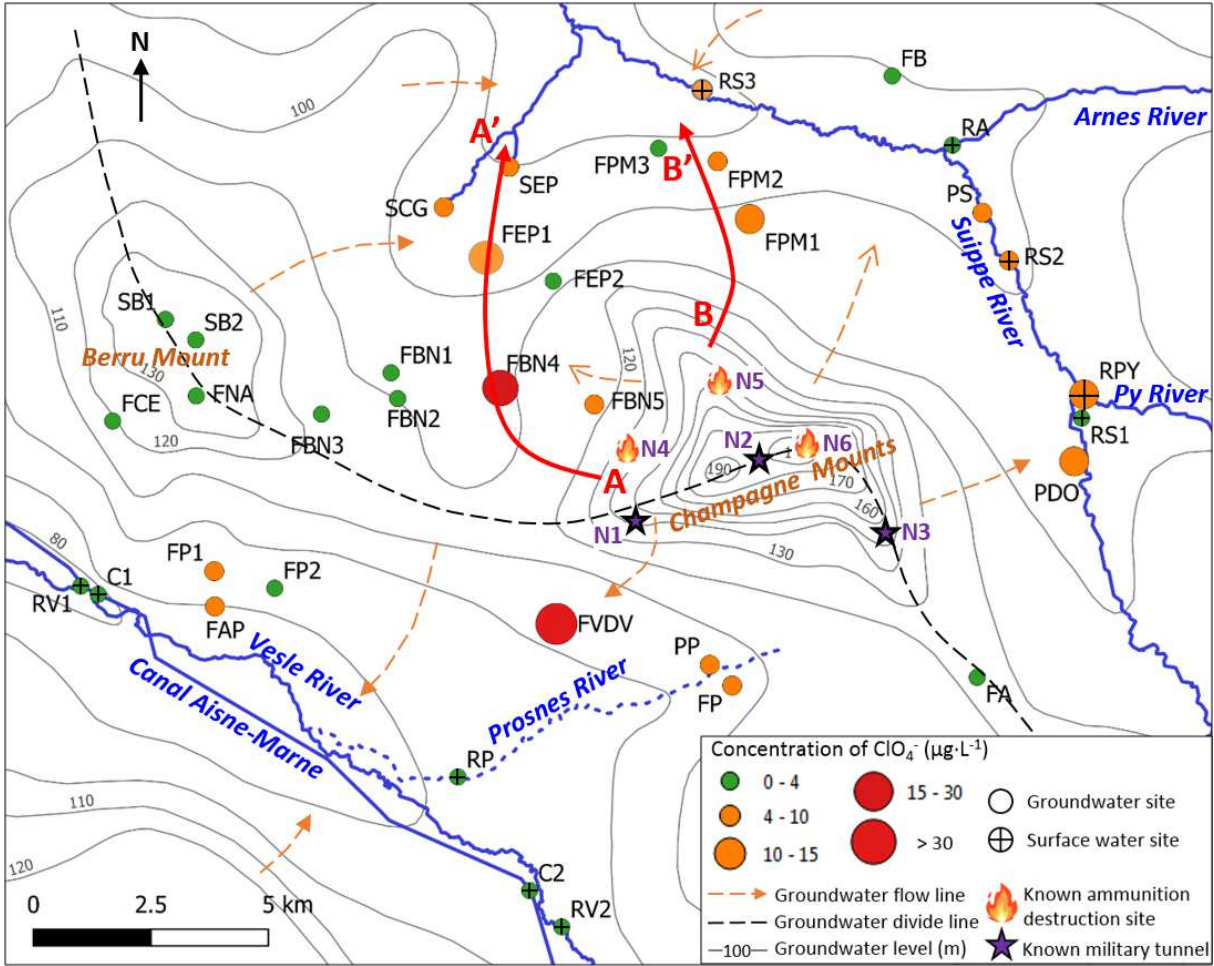 N
100
A'
RS3
FB
RA
Arnes River
FPM3
B'
FPM2
SEP
SCG
PS
FPM1
FEP1
Suippe River
RS2
FEP2
110
SB1
SB2
B
Berru Mount
130
FBN1
FBN4
120
N5
RPY
Py River
FNA
FBN2
FBN5
RS1
FCE
FBN3
N4
N2
N6
120
A
190
1
Champagne Mounts
170
PDO
160
N1
N3
130
80
FP1
C1
FP2
RV1
FAP
FVDV
Vesle River
PP
Prosnes River
FP
FA
Canal Aisne-Marne
RP
110
120
C2
RV2
0 2.5 5 km
Concentration of ClO₄⁻ (µg·L⁻¹)
0 - 4
15 - 30
Groundwater site
4 - 10
> 30
Surface water site
10 - 15
Groundwater flow line
Known ammunition
destruction site
Groundwater divide line
—100— Groundwater level (m)
Known military tunnel